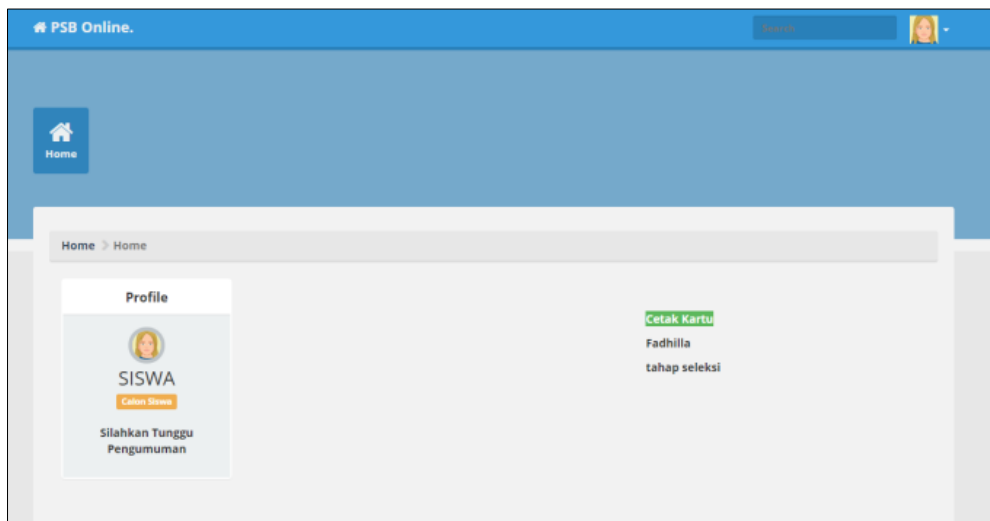 PSB Online.
Search
Home
Home > Home
Profile
SISWA
Calon Siswa
Silahkan Tunggu
Pengumuman
Cetak Kartu
Fadhilla
tahap seleksi